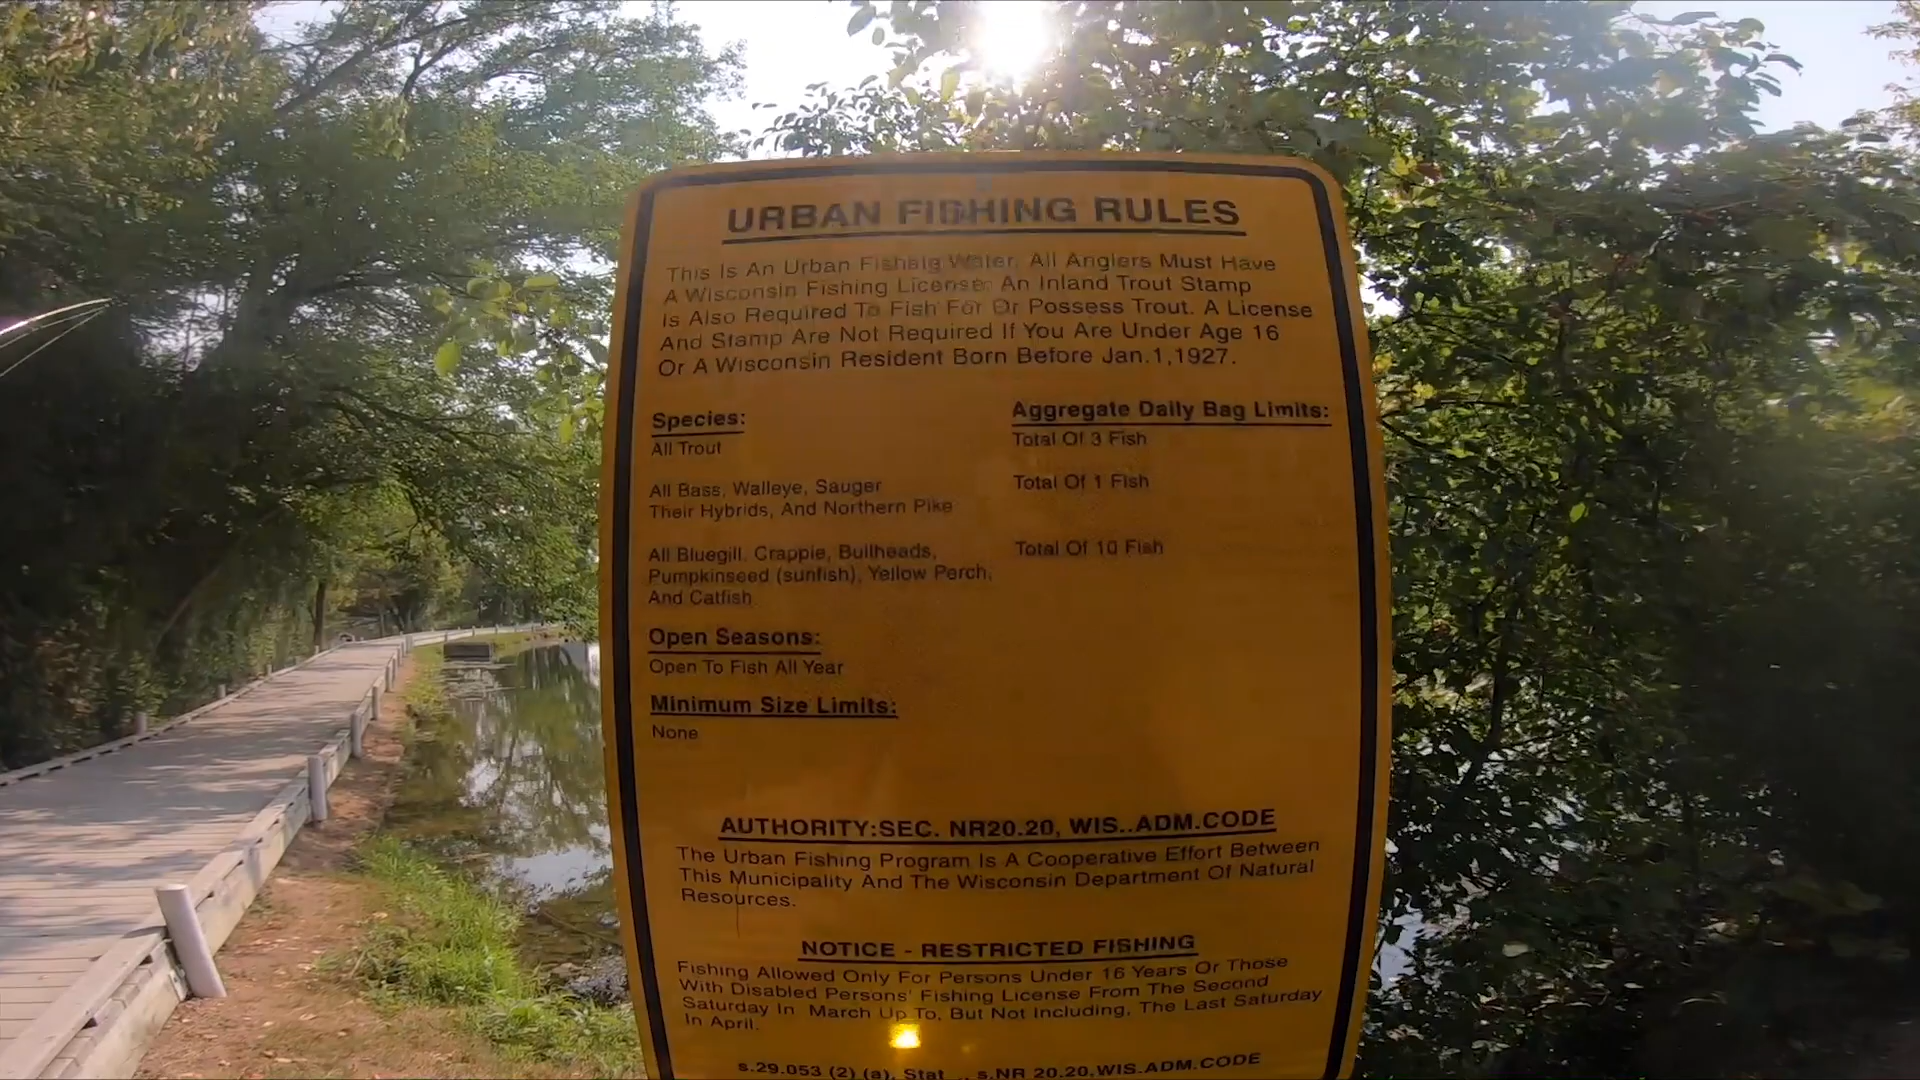 URBAN FISHING RULES
This Is An Urban Fishing Water. All Anglers Must Have
A Wisconsin Fishing License. An Inland Trout Stamp
Is Also Required To Fish For Or Possess Trout. A License
And Stamp Are Not Required If You Are Under Age 16
Or A Wisconsin Resident Born Before Jan.1,1927.
Species:
Aggregate Daily Bag Limits:
All Trout
Total Of 3 Fish
All Bass, Walleye, Sauger
Their Hybrids, And Northern Pike
Total Of 1 Fish
All Bluegill, Crappie, Bullheads,
Pumpkinseed (sunfish), Yellow Perch,
And Catfish
Total Of 10 Fish
Open Seasons:
Open To Fish All Year
Minimum Size Limits:
None
AUTHORITY:SEC. NR20.20, WIS..ADM.CODE
The Urban Fishing Program Is A Cooperative Effort Between
This Municipality And The Wisconsin Department Of Natural
Resources.
NOTICE - RESTRICTED FISHING
Fishing Allowed Only For Persons Under 16 Years Or Those
With Disabled Persons' Fishing License From The Second
Saturday In March Up To, But Not Including, The Last Saturday
In April.
s.29.053 (2) (a), Stat., s.NR 20.20,WIS.ADM.CODE